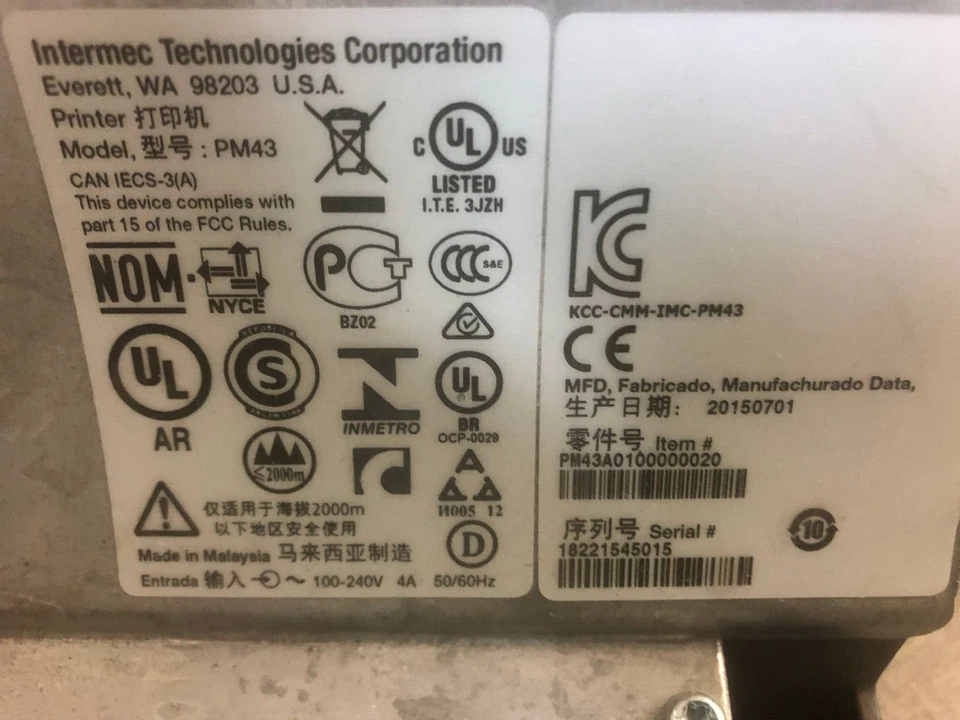 Intermec Technologies Corporation
Everett, WA 98203 U.S.A.
Printer 打印机
Model, 型号 : PM43
CAN IECS-3(A)
This device complies with
part 15 of the FCC Rules.
C UL US
LISTED
I.T.E. 3JZH
NOM
NYCE
PCT
BZ02
CCC S&E
UL
AR
REPUBLICA
S
ARGENTINA
INMETRO
UL
BR
OCP-0029
≤2000m
И005 12
仅适用于海拔2000m
以下地区安全使用
D
Made in Malaysia 马来西亚制造
Entrada 输入 ~ 100-240V 4A 50/60Hz
KC
KCC-CMM-IMC-PM43
CE
MFD, Fabricado, Manufachurado Data,
生产日期: 20150701
零件号 Item #
PM43A0100000020
序列号 Serial #
18221545015
10